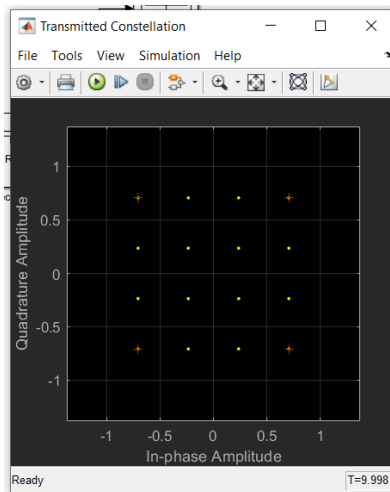 Transmitted Constellation
File Tools View Simulation Help
Quadrature Amplitude
1
0.5
0
-0.5
-1
-1 -0.5 0 0.5 1
In-phase Amplitude
Ready T=9.998
R